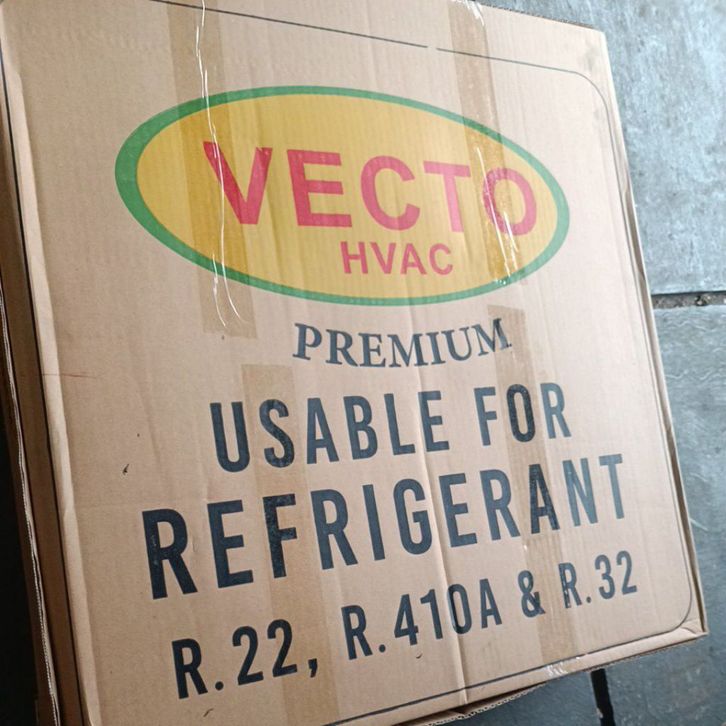 VECTO
HVAC
PREMIUM
USABLE FOR
REFRIGERANT
R.22, R.410A & R.32